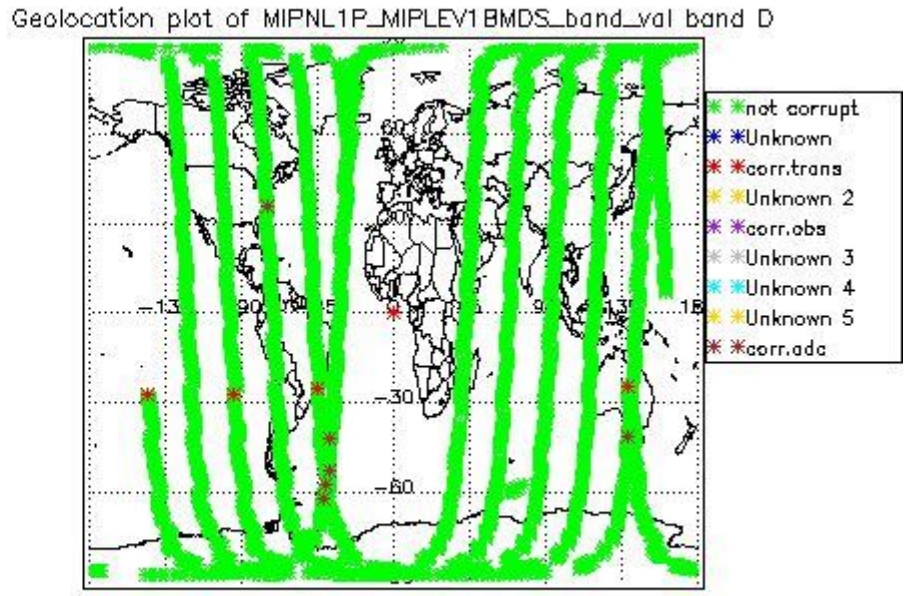 Geolocation plot of MIPNL1P_MIPLEV1BMDS_band_val band D
not corrupt
Unknown
corr.trans
Unknown 2
corr.obs
Unknown 3
Unknown 4
Unknown 5
corr.adc
60
-30
-60